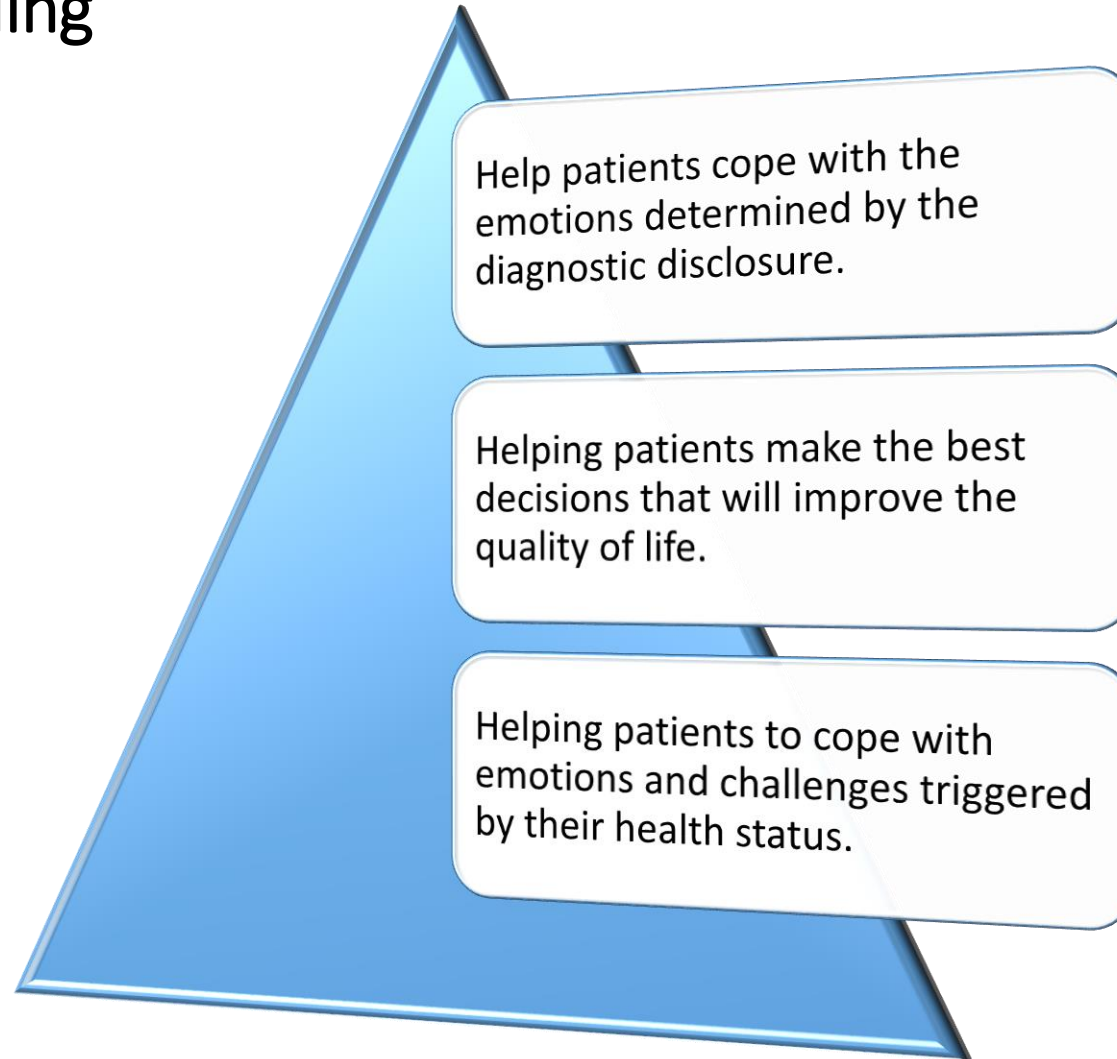 ling
Help patients cope with the
emotions determined by the
diagnostic disclosure.
Helping patients make the best
decisions that will improve the
quality of life.
Helping patients to cope with
emotions and challenges triggered
by their health status.